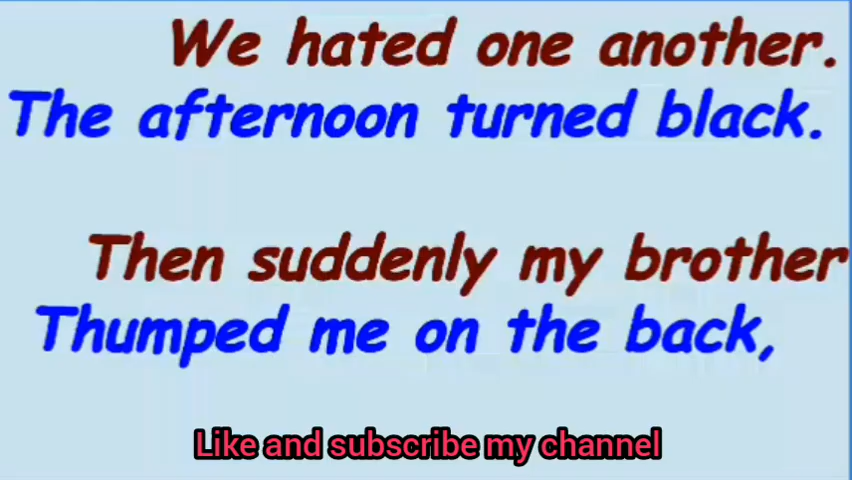 We hated one another.
The afternoon turned black.
Then suddenly my brother
Thumped me on the back,
Like and subscribe my channel